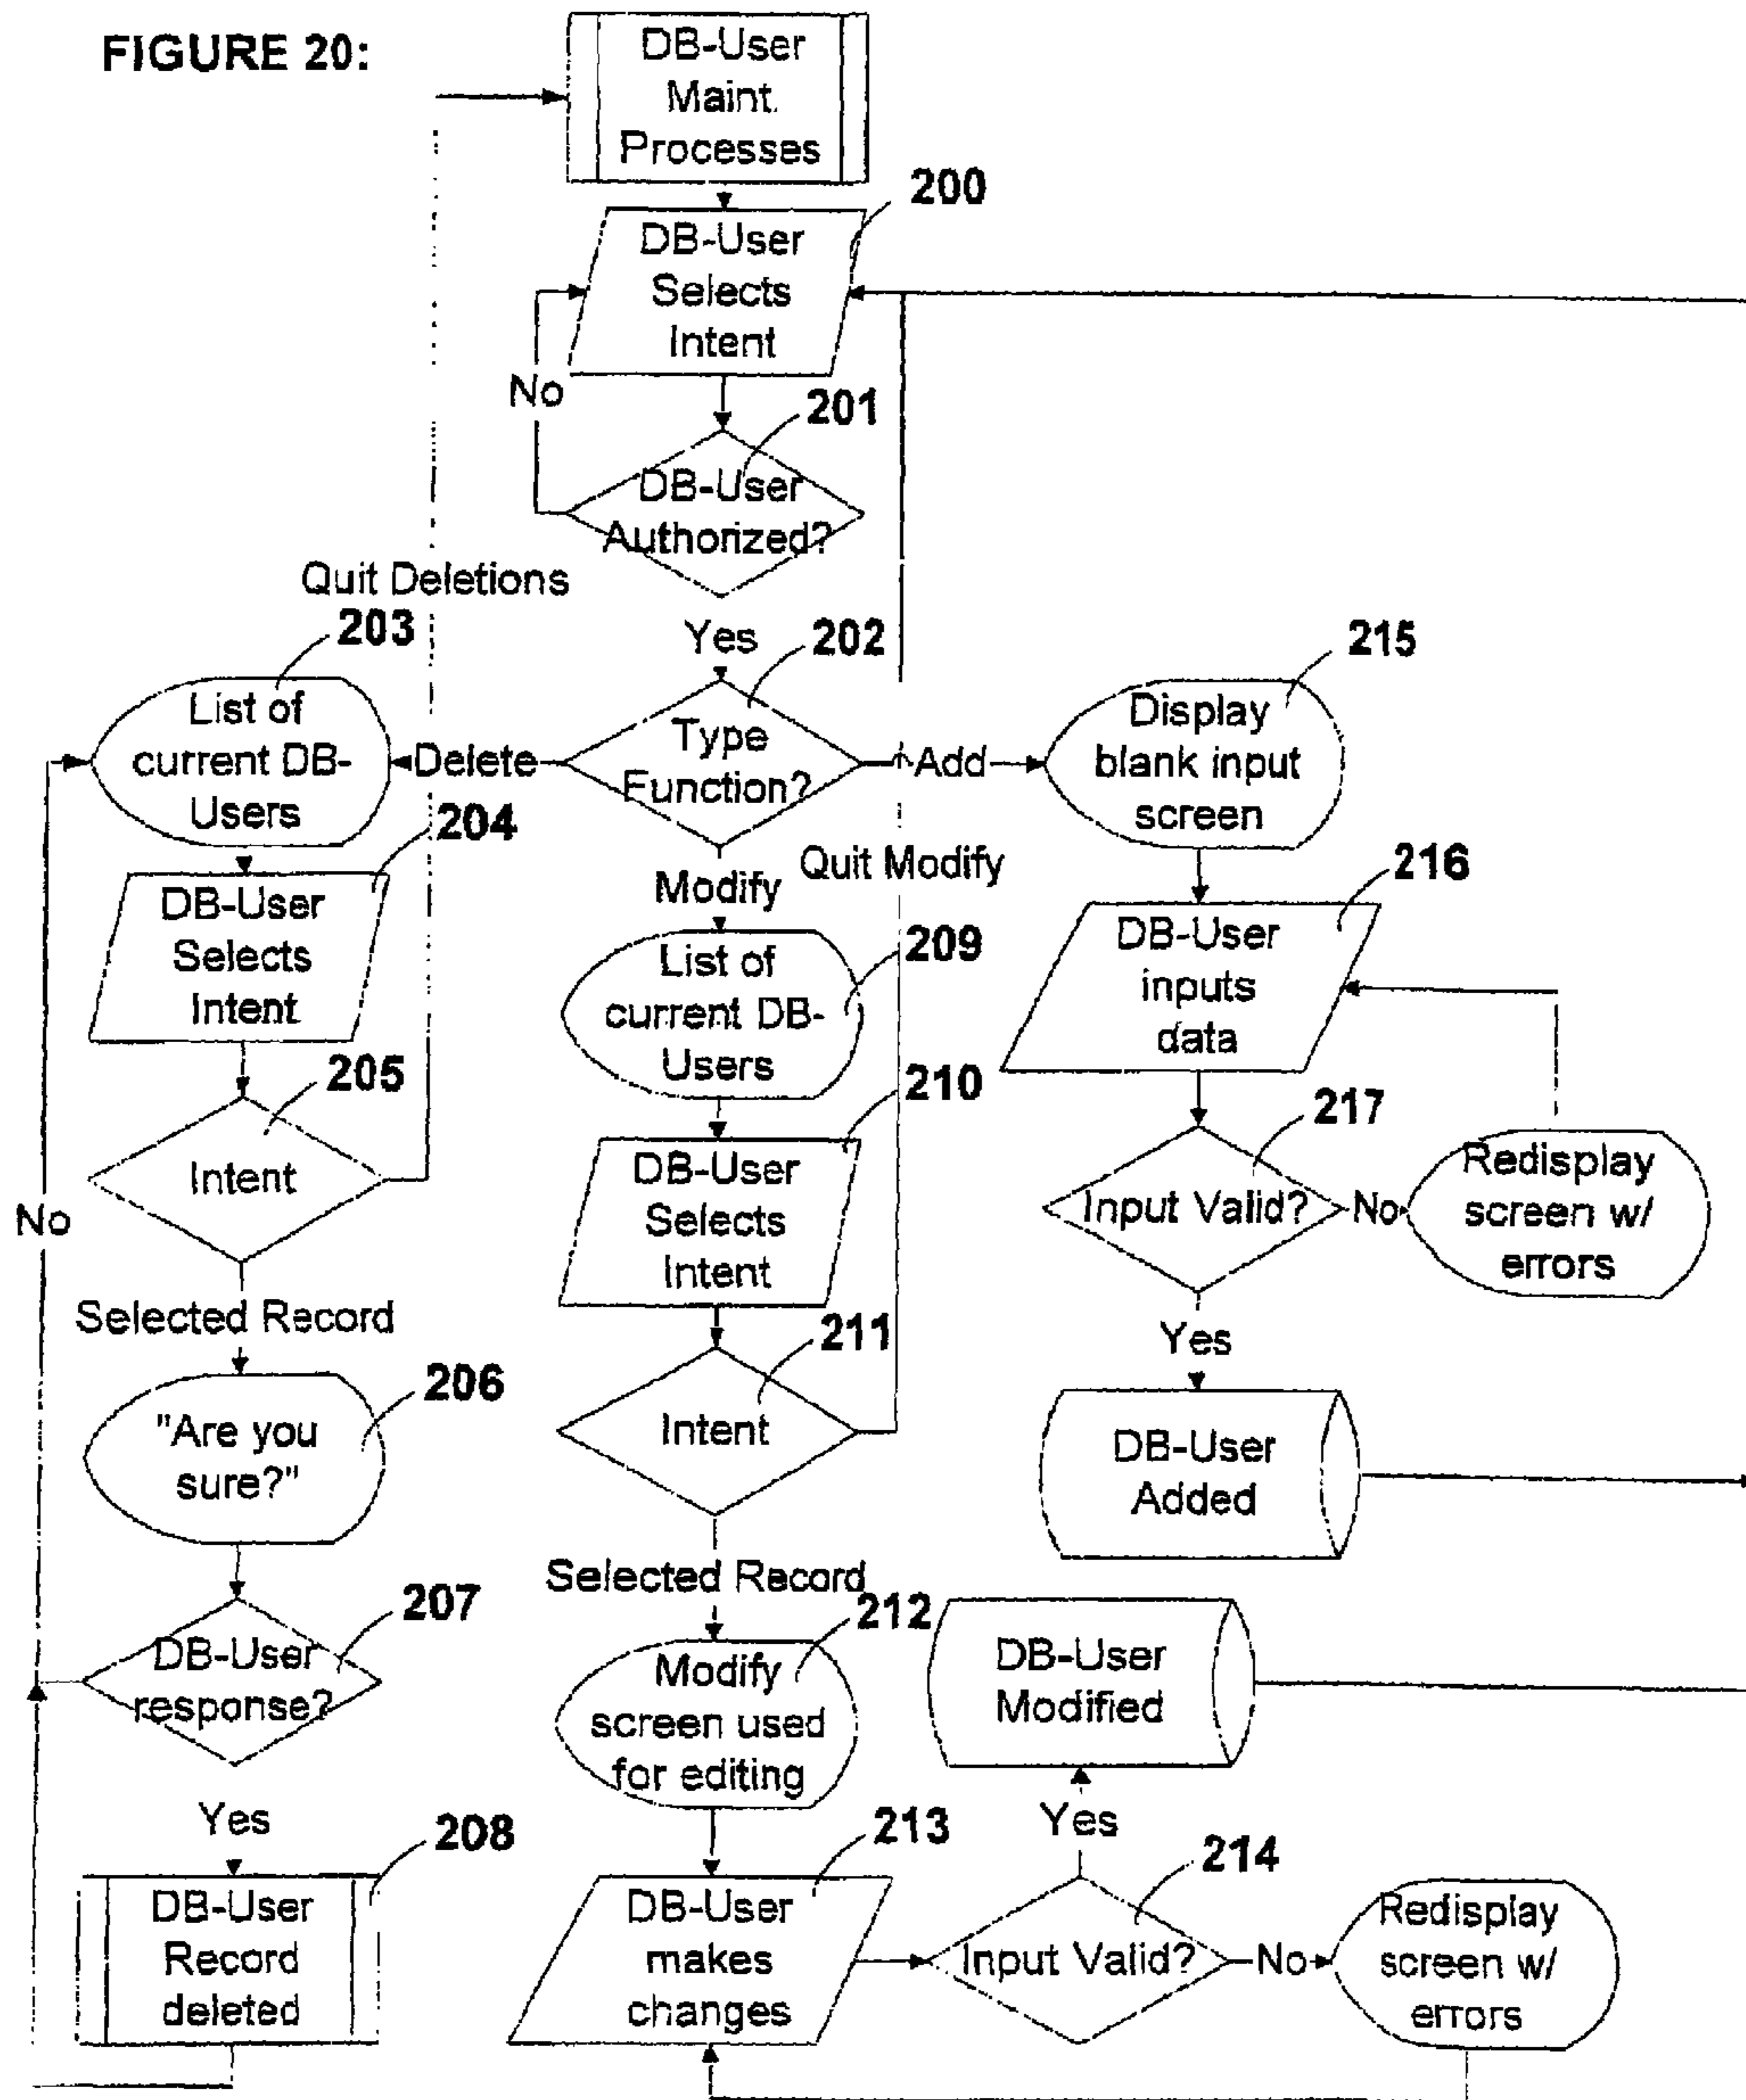 FIGURE 20:
DB-User
Maint.
Processes
200
DB-User
Selects
Intent
No
201
DB-User
Authorized?
Quit Deletions
203
Yes
202
215
List of
current DB-
Users
Delete
Type
Function?
Add
Display
blank input
screen
204
Quit Modify
Modify
216
DB-User
Selects
Intent
List of
current DB-
Users
209
DB-User
inputs
data
205
210
217
Intent
DB-User
Selects
Intent
Input Valid?
No
Redisplay
screen w/
errors
No
Selected Record
211
Yes
206
"Are you
sure?"
Intent
DB-User
Added
207
Selected Record
212
DB-User
response?
Modify
screen used
for editing
DB-User
Modified
Yes
208
213
Yes
214
DB-User
Record
deleted
DB-User
makes
changes
Input Valid?
No
Redisplay
screen w/
errors